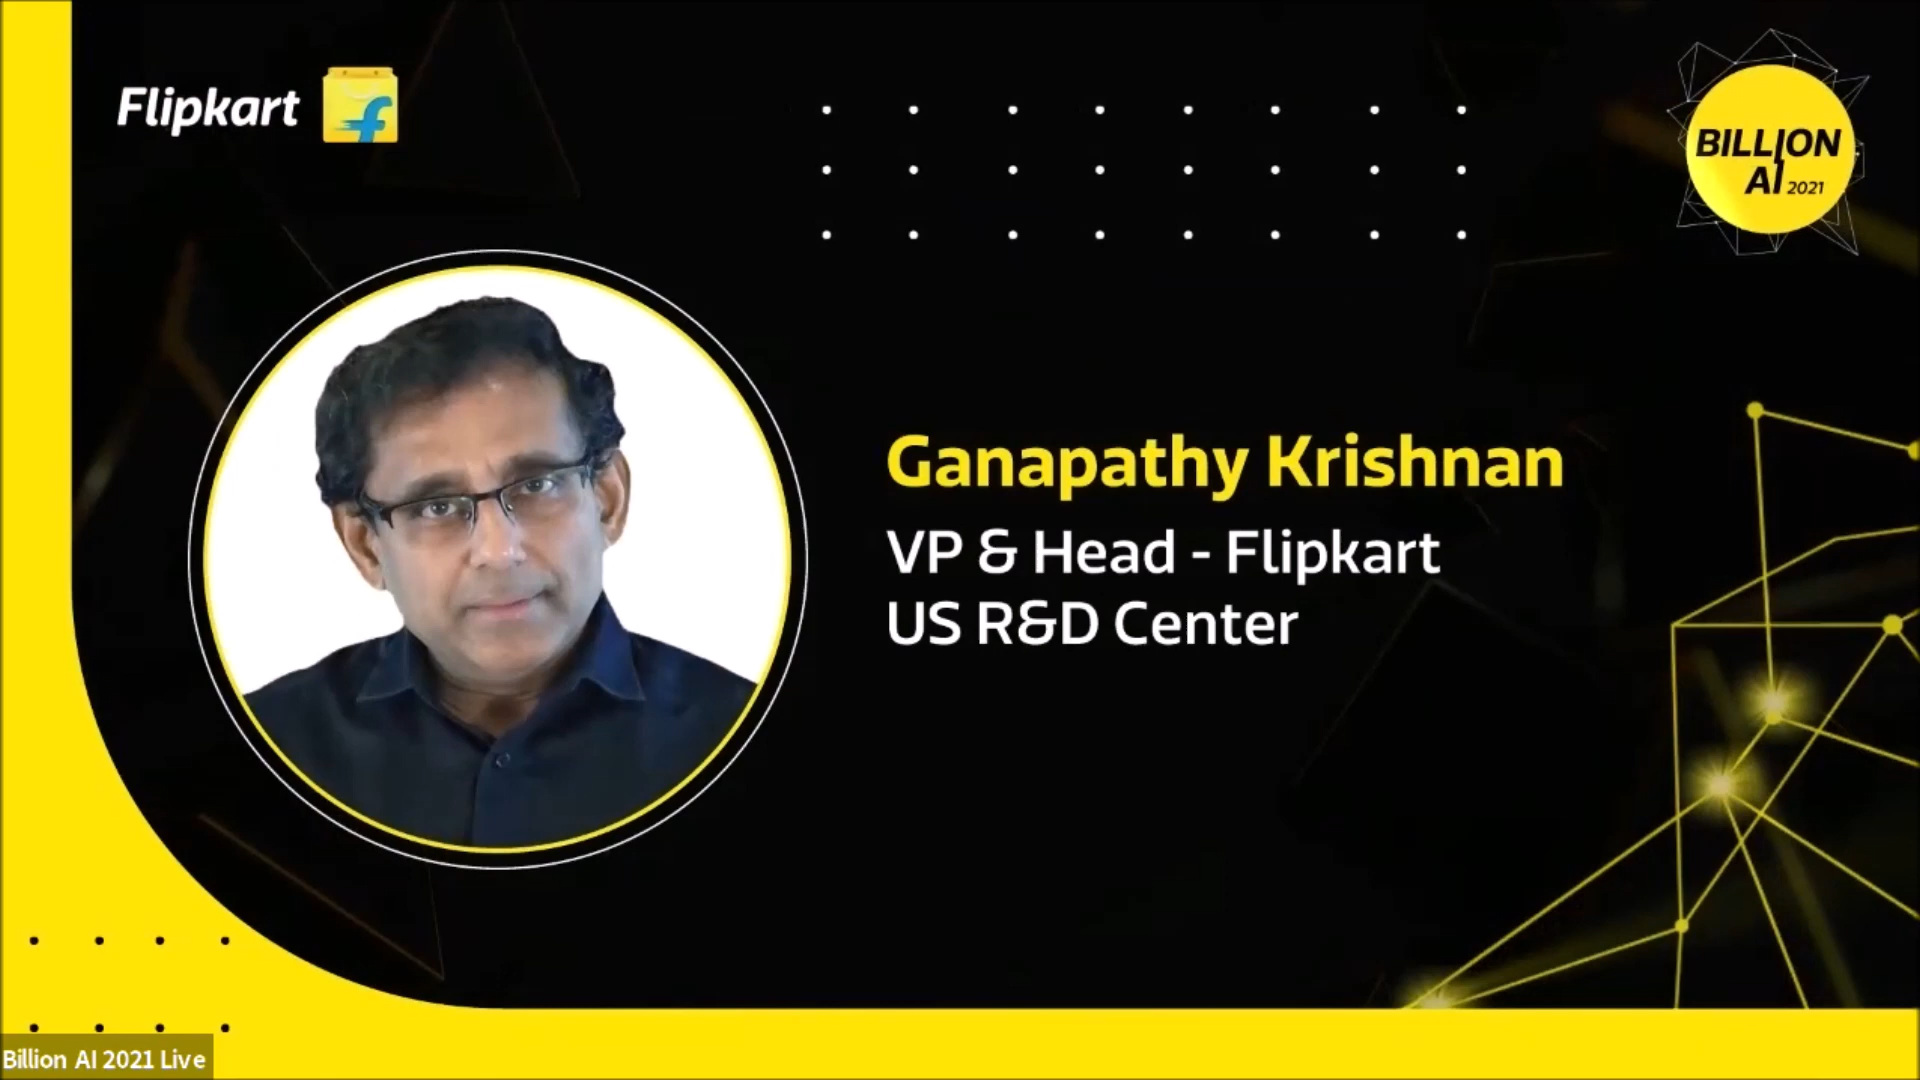 Flipkart
BILLION
AI 2021
Ganapathy Krishnan
VP & Head - Flipkart
US R&D Center
Billion AI 2021 Live